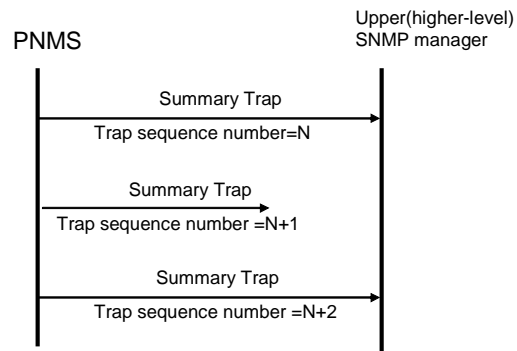 Upper(higher-level)
SNMP manager
PNMS
Summary Trap
Trap sequence number=N
Summary Trap
Trap sequence number =N+1
Summary Trap
Trap sequence number =N+2